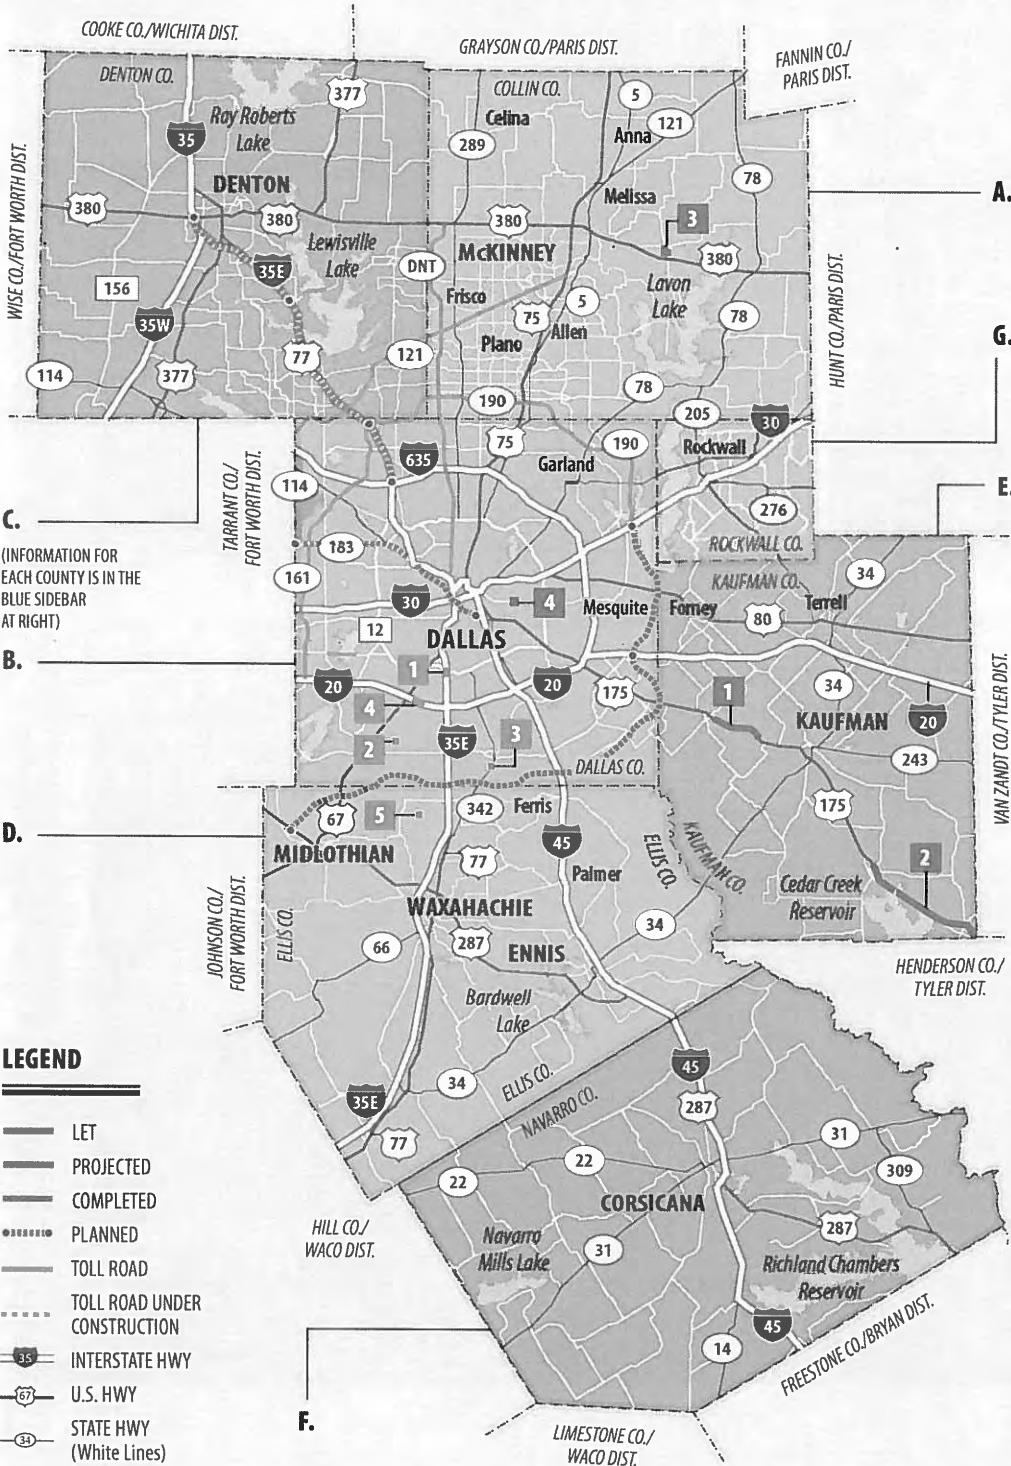 COOKE CO./WICHITA DIST.
GRAYSON CO./PARIS DIST.
FANNIN CO./
PARIS DIST.
DENTON CO.
COLLIN CO.
377
5
Celina
35
Ray Roberts
Lake
289
Anna
121
78
WISE CO./FORT WORTH DIST.
DENTON
Melissa
A.
380
380
380
3
Lewisville
Lake
McKINNEY
380
35E
DNT
156
Frisco
5
Lavon
Lake
HUNT CO./PARIS DIST.
35W
75
Allen
78
Plano
G.
77
121
114
377
78
190
205
30
75
190
Rockwall
635
Garland
TARRANT CO./
FORT WORTH DIST.
114
E.
C.
276
(INFORMATION FOR
EACH COUNTY IS IN THE
BLUE SIDEBAR
AT RIGHT)
183
ROCKWALL CO.
161
KAUFMAN CO.
34
30
4
Mesquite
Forney
Terrell
80
12
DALLAS
B.
1
20
20
175
1
34
VAN ZANDT CO./TYLER DIST.
4
KAUFMAN
20
2
35E
3
243
DALLAS CO.
D.
67
5
342
Ferris
175
MIDLOTHIAN
45
ELLIS CO.
KAUFMAN CO.
77
Palmer
2
Cedar Creek
Reservoir
WAXAHACHIE
JOHNSON CO./
FORT WORTH DIST.
ELLIS CO.
66
287
ENNIS
34
HENDERSON CO./
TYLER DIST.
Bardwell
Lake
LEGEND
45
34
ELLIS CO.
NAVARRO CO.
35E
287
LET
77
31
PROJECTED
22
309
COMPLETED
22
CORSICANA
PLANNED
HILL CO./
WACO DIST.
Navarro
Mills Lake
31
287
TOLL ROAD
Richland Chambers
Reservoir
TOLL ROAD UNDER
CONSTRUCTION
45
35
INTERSTATE HWY
14
FREESTONE CO./BRYAN DIST.
67
U.S. HWY
F.
34
STATE HWY
(White Lines)
LIMESTONE CO./
WACO DIST.